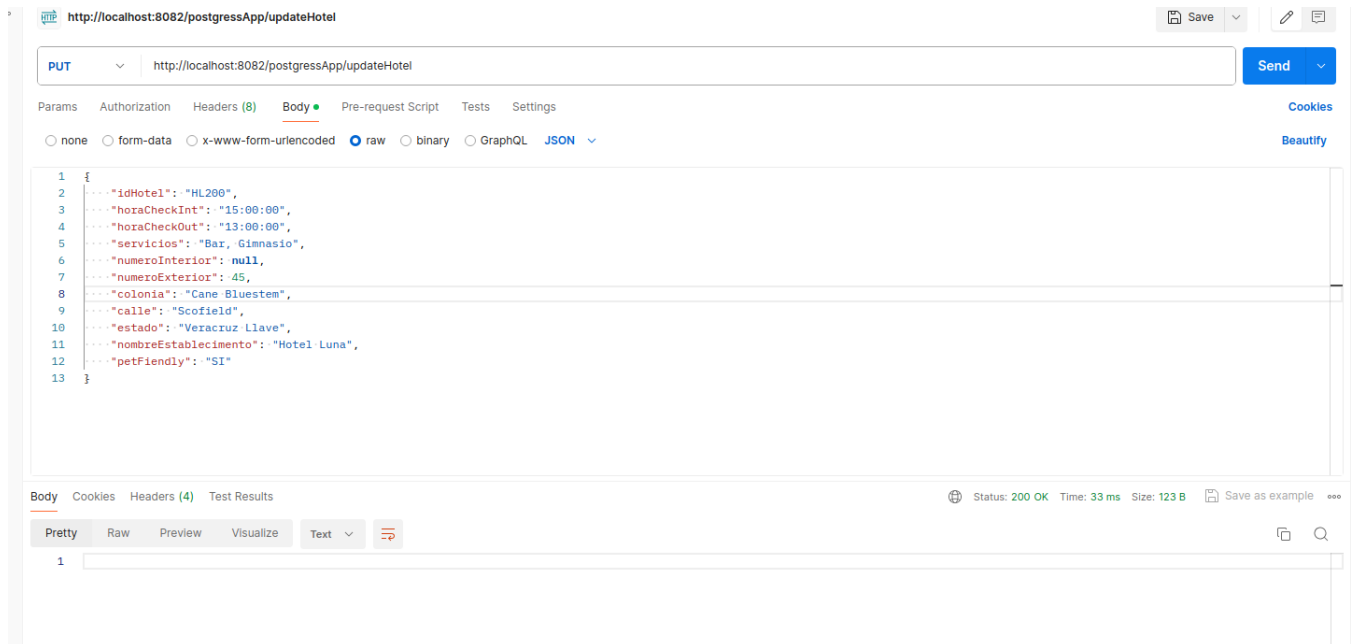 HTTP http://localhost:8082/postgressApp/updateHotel Save
PUT http://localhost:8082/postgressApp/updateHotel Send
Params Authorization Headers (8) Body Pre-request Script Tests Settings Cookies
none form-data x-www-form-urlencoded raw binary GraphQL JSON Beautify
1 {
2 ····"idHotel":·"HL200",
3 ····"horaCheckInt":·"15:00:00",
4 ····"horaCheckOut":·"13:00:00",
5 ····"servicios":·"Bar,·Gimnasio",
6 ····"numeroInterior":·null,
7 ····"numeroExterior":·45,
8 ····"colonia":·"Cane·Bluestem",
9 ····"calle":·"Scofield",
10 ····"estado":·"Veracruz·Llave",
11 ····"nombreEstablecimento":·"Hotel·Luna",
12 ····"petFiendly":·"SI"
13 }
Body Cookies Headers (4) Test Results Status: 200 OK Time: 33 ms Size: 123 B Save as example
Pretty Raw Preview Visualize Text
1